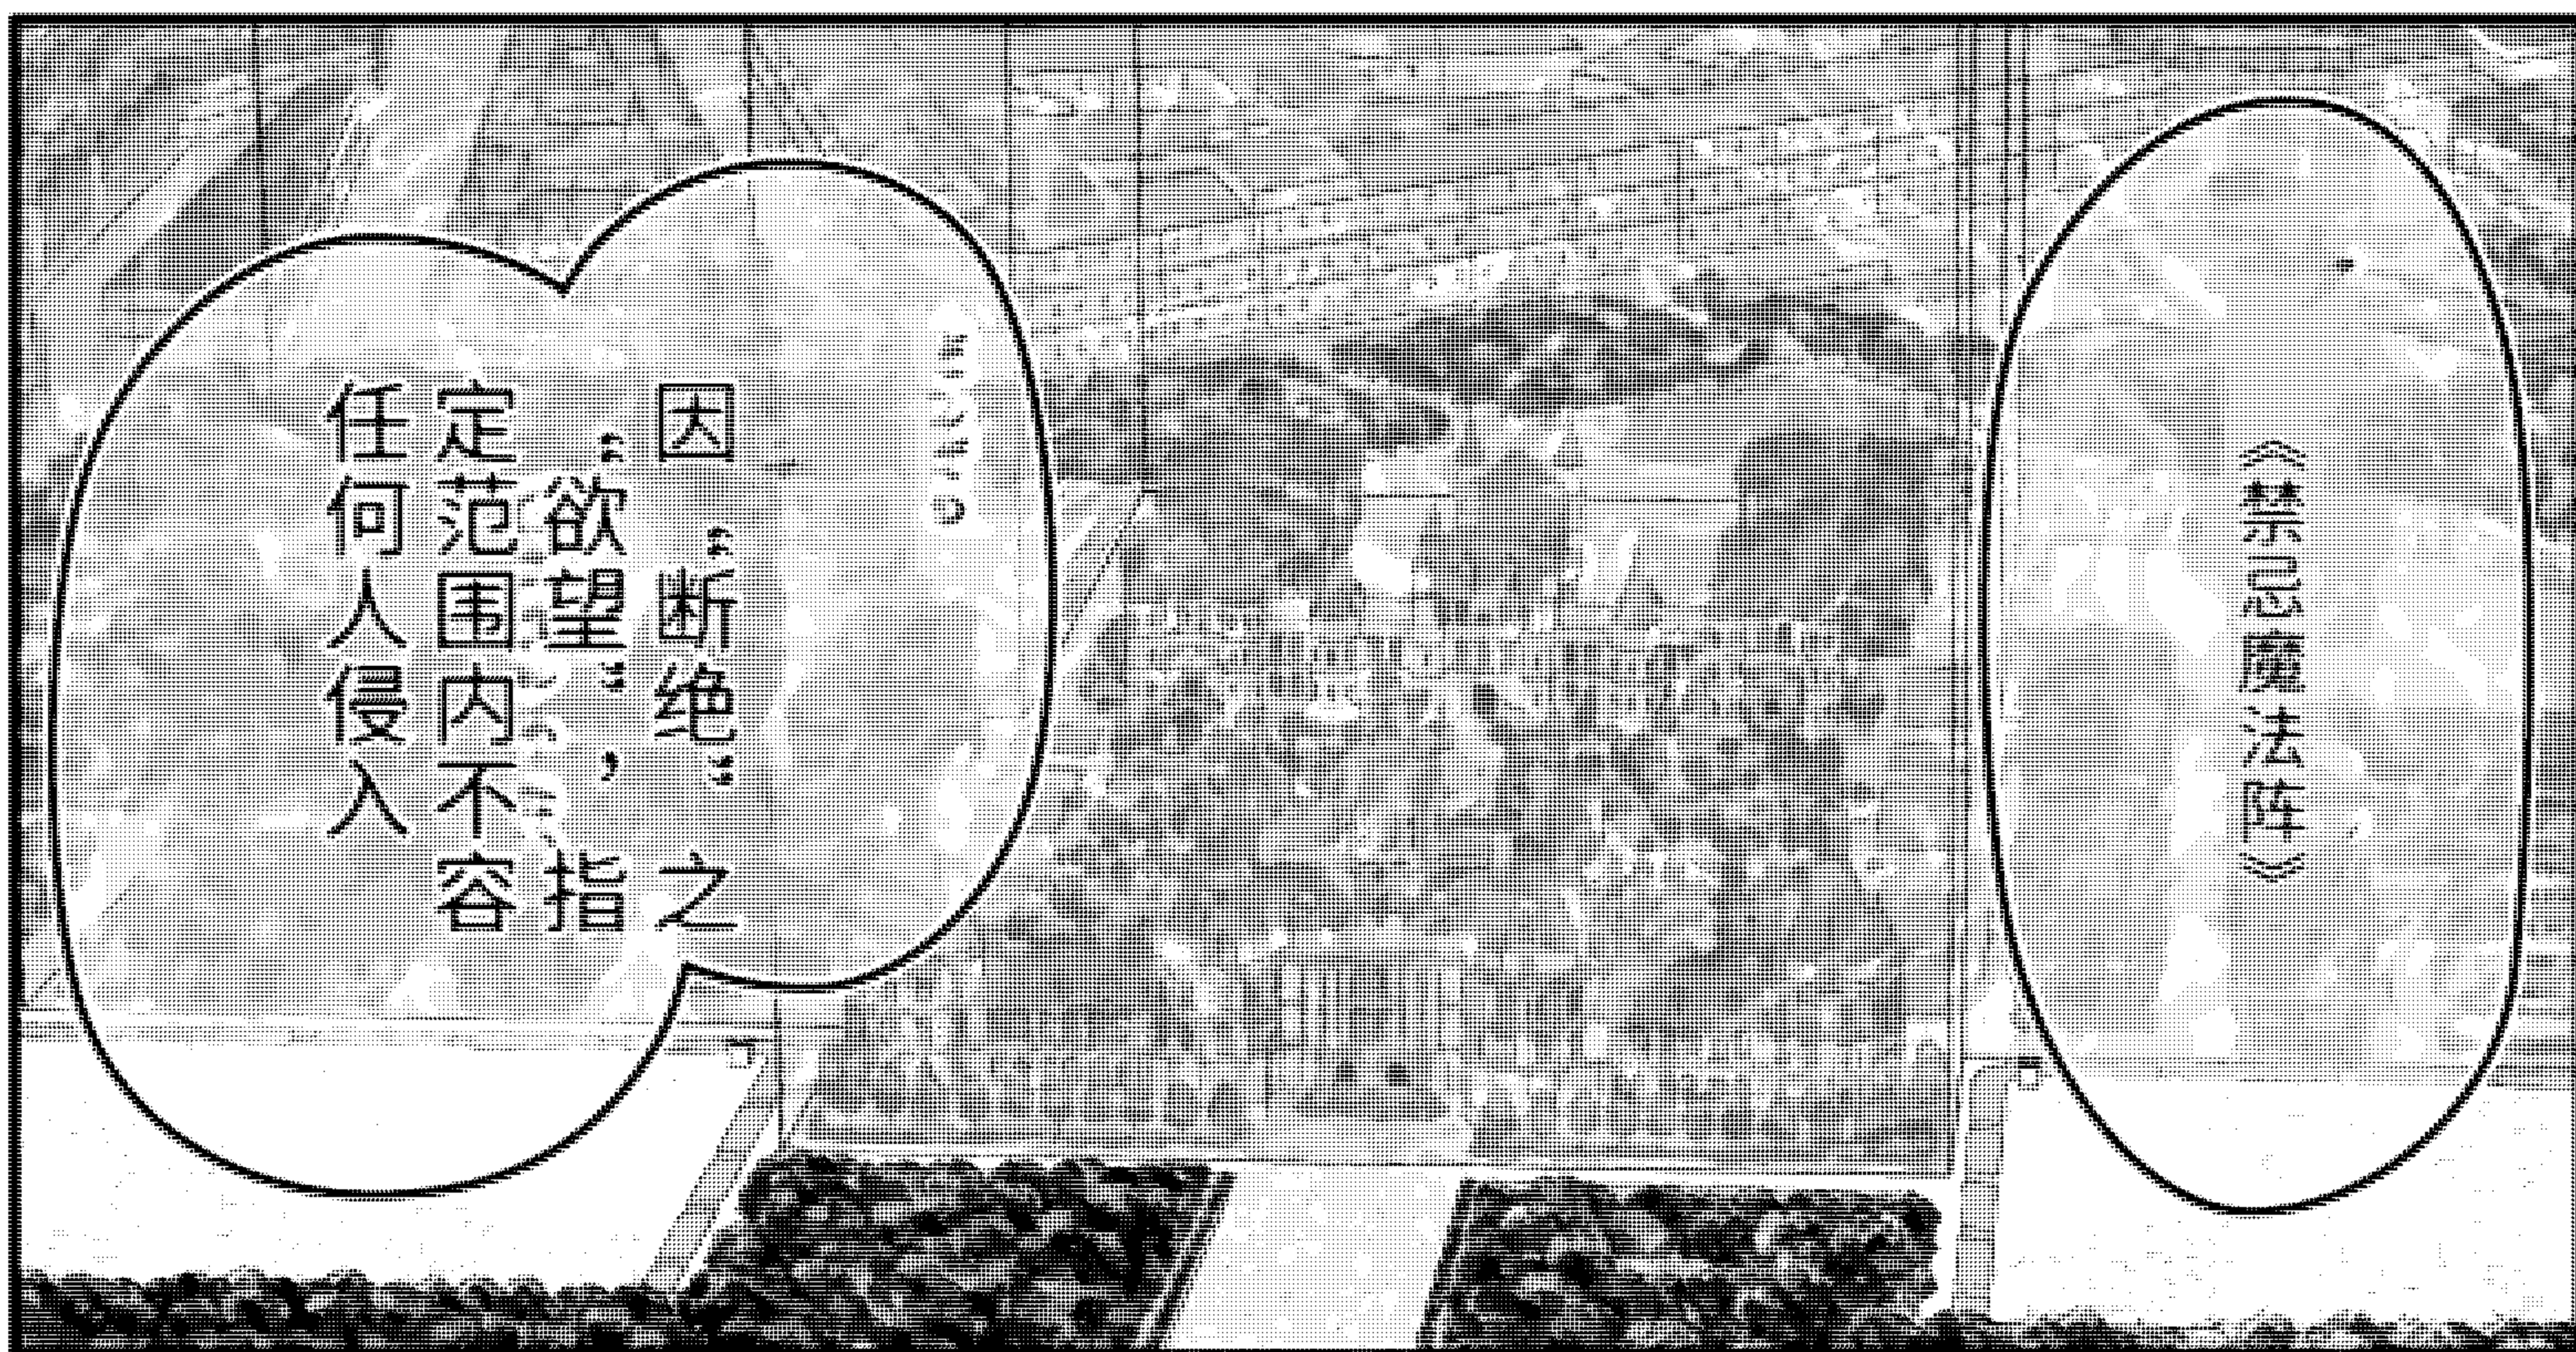 《禁忌魔法阵》
因“断绝”之
“欲望”，指
定范围内不容
任何人侵入